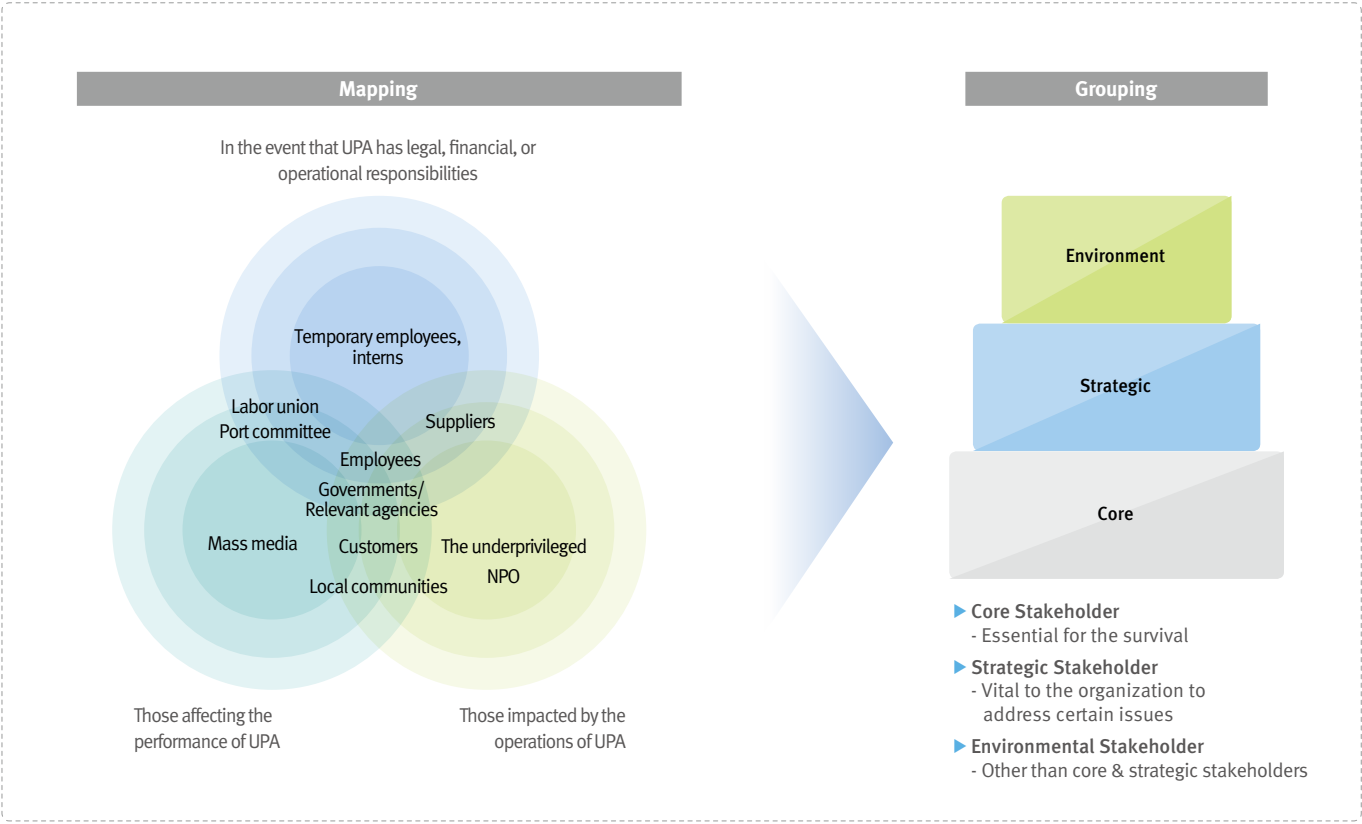 Mapping
In the event that UPA has legal, financial, or
operational responsibilities
Temporary employees,
interns
Labor union
Port committee
Suppliers
Employees
Governments/
Relevant agencies
Mass media
Customers
The underprivileged
NPO
Local communities
Those affecting the
performance of UPA
Those impacted by the
operations of UPA
Grouping
Environment
Strategic
Core
▶ Core Stakeholder
- Essential for the survival
▶ Strategic Stakeholder
- Vital to the organization to
address certain issues
▶ Environmental Stakeholder
- Other than core & strategic stakeholders